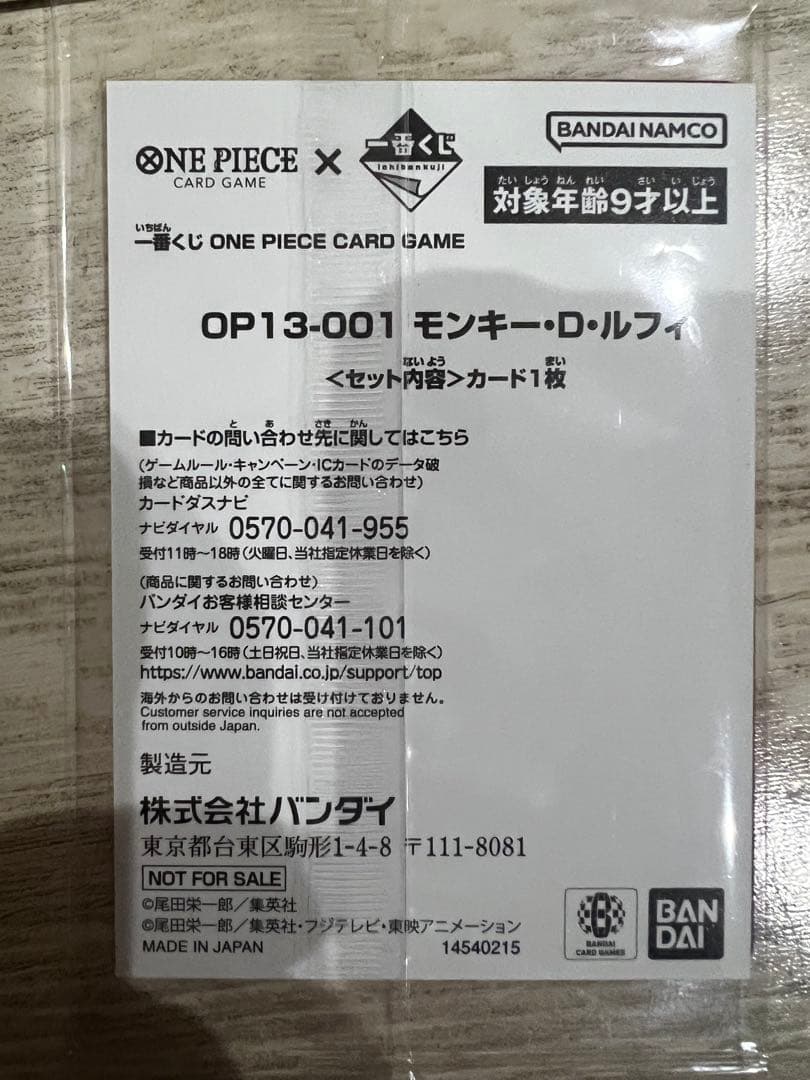 ONE PIECE
CARD GAME
×
一番くじ
ichibankuji
BANDAI NAMCO
たいしょうねんれい さいいじょう
対象年齢9才以上
いちばん
一番くじ ONE PIECE CARD GAME
OP13-001 モンキー・D・ルフィ
ないよう まい
<セット内容>カード1枚
と あ さき かん
■カードの問い合わせ先に関してはこちら
(ゲームルール・キャンペーン・ICカードのデータ破
損など商品以外の全てに関するお問い合わせ)
カードダスナビ
ナビダイヤル 0570-041-955
受付11時~18時(火曜日、当社指定休業日を除く)
(商品に関するお問い合わせ)
バンダイお客様相談センター
ナビダイヤル 0570-041-101
受付10時~16時(土日祝日、当社指定休業日を除く)
https://www.bandai.co.jp/support/top
海外からのお問い合わせは受け付けておりません。
Customer service inquiries are not accepted
from outside Japan.
製造元
株式会社バンダイ
東京都台東区駒形1-4-8 〒111-8081
NOT FOR SALE
©尾田栄一郎/集英社
©尾田栄一郎/集英社・フジテレビ・東映アニメーション
MADE IN JAPAN 14540215
BANDAI
CARD GAMES
BAN
DAI